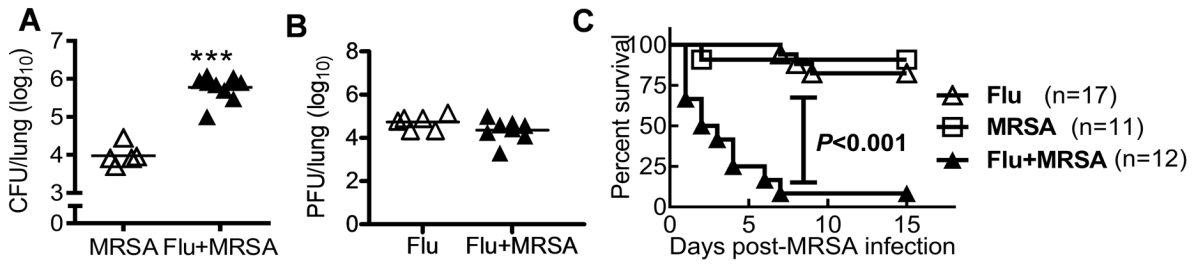 A
CFU/lung (log10)
7
6
5
4
3
0
***
MRSA Flu+MRSA
B
PFU/lung (log10)
8
6
4
2
0
Flu Flu+MRSA
C
Percent survival
100
75
50
25
0
P<0.001
0 5 10 15
Days post-MRSA infection
Flu (n=17)
MRSA (n=11)
Flu+MRSA (n=12)